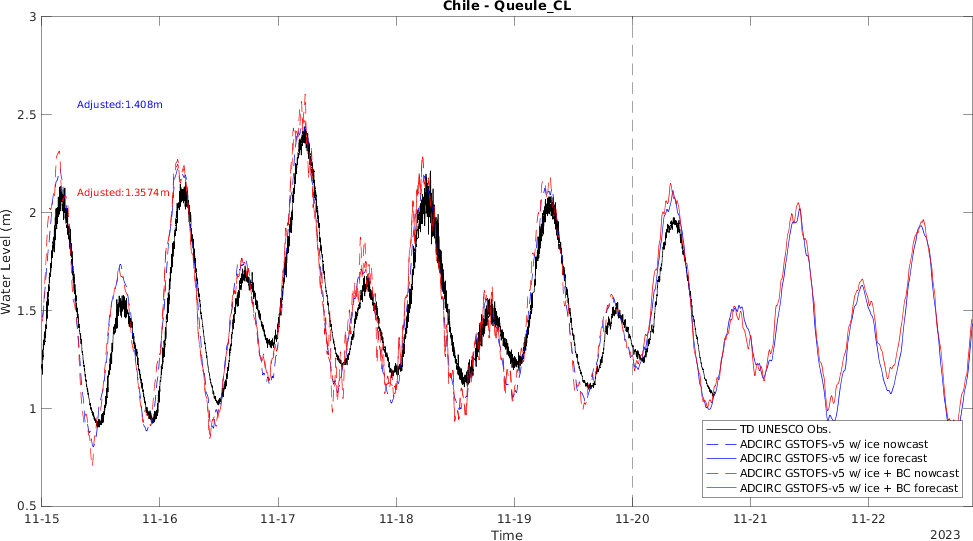 Chile - Queule_CL
3
2.5
2
1.5
1
0.5
Water Level (m)
Adjusted:1.408m
Adjusted:1.3574m
TD UNESCO Obs.
ADCIRC GSTOFS-v5 w/ ice nowcast
ADCIRC GSTOFS-v5 w/ ice forecast
ADCIRC GSTOFS-v5 w/ ice + BC nowcast
ADCIRC GSTOFS-v5 w/ ice + BC forecast
11-15
11-16
11-17
11-18
11-19
11-20
11-21
11-22
Time
2023